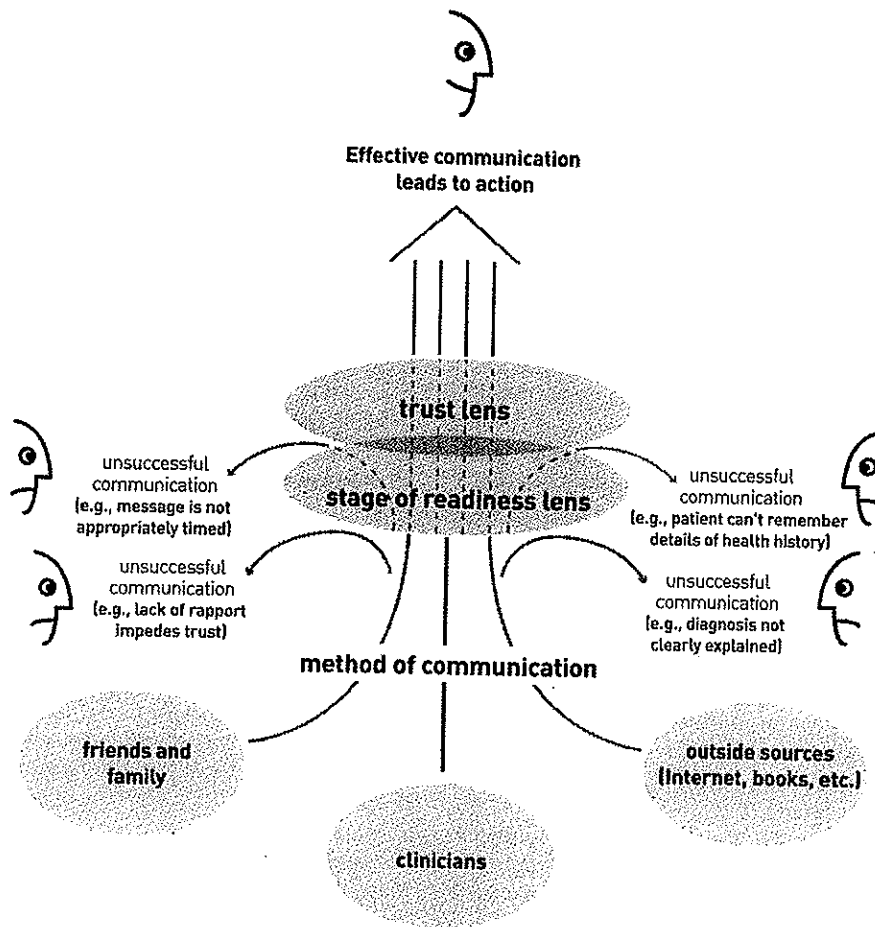 Effective communication
leads to action
trust lens
stage of readiness lens
unsuccessful
communication
(e.g., message is not
appropriately timed)
unsuccessful
communication
(e.g., patient can't remember
details of health history)
unsuccessful
communication
(e.g., lack of rapport
impedes trust)
unsuccessful
communication
(e.g., diagnosis not
clearly explained)
method of communication
friends and
family
outside sources
(Internet, books, etc.)
clinicians